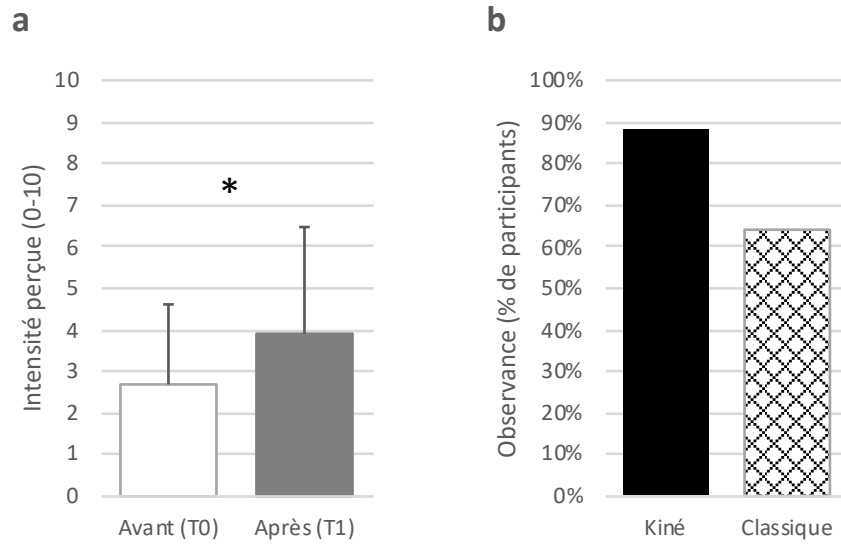 a
Intensité perçue (0-10)
10
9
8
7
6
5
4
3
2
1
0
*
Avant (T0)
Après (T1)
b
Observance (% de participants)
100%
90%
80%
70%
60%
50%
40%
30%
20%
10%
0%
Kiné
Classique